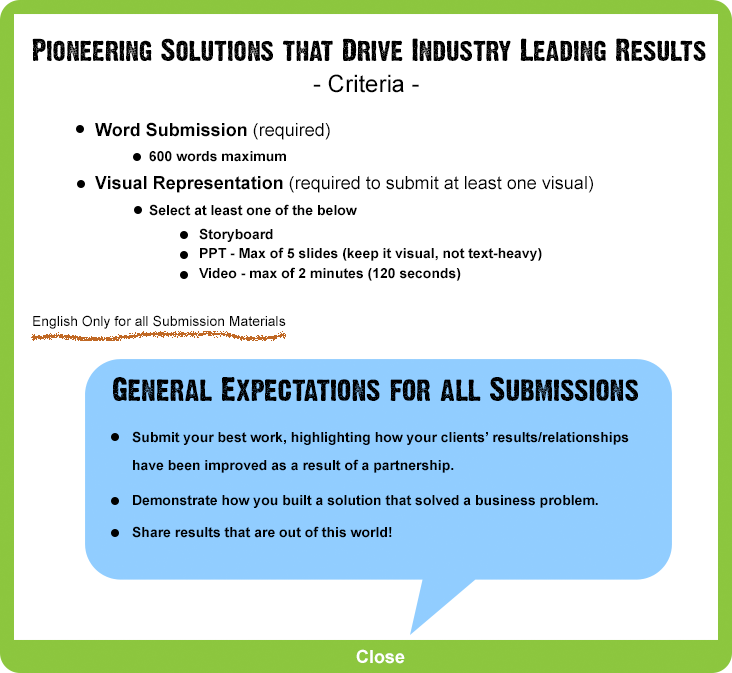 Pioneering Solutions that Drive Industry Leading Results
- Criteria -
• Word Submission (required)
• 600 words maximum
• Visual Representation (required to submit at least one visual)
• Select at least one of the below
• Storyboard
• PPT - Max of 5 slides (keep it visual, not text-heavy)
• Video - max of 2 minutes (120 seconds)
English Only for all Submission Materials
General Expectations for all Submissions
• Submit your best work, highlighting how your clients’ results/relationships
have been improved as a result of a partnership.
• Demonstrate how you built a solution that solved a business problem.
• Share results that are out of this world!
Close